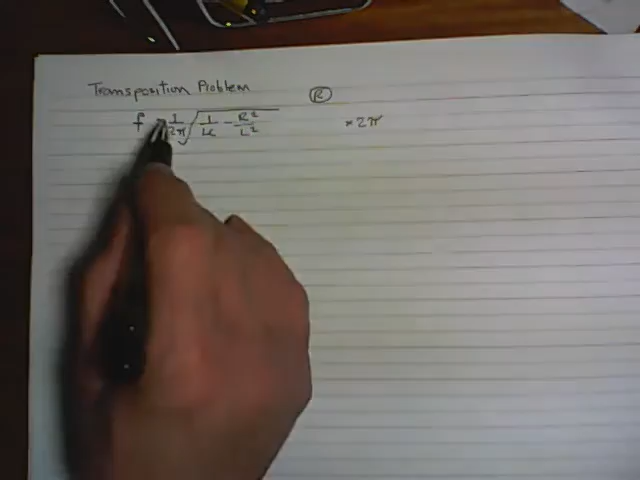 Transposition Problem (R)
f = 1/2π √(1/LC - R²/L²) × 2π